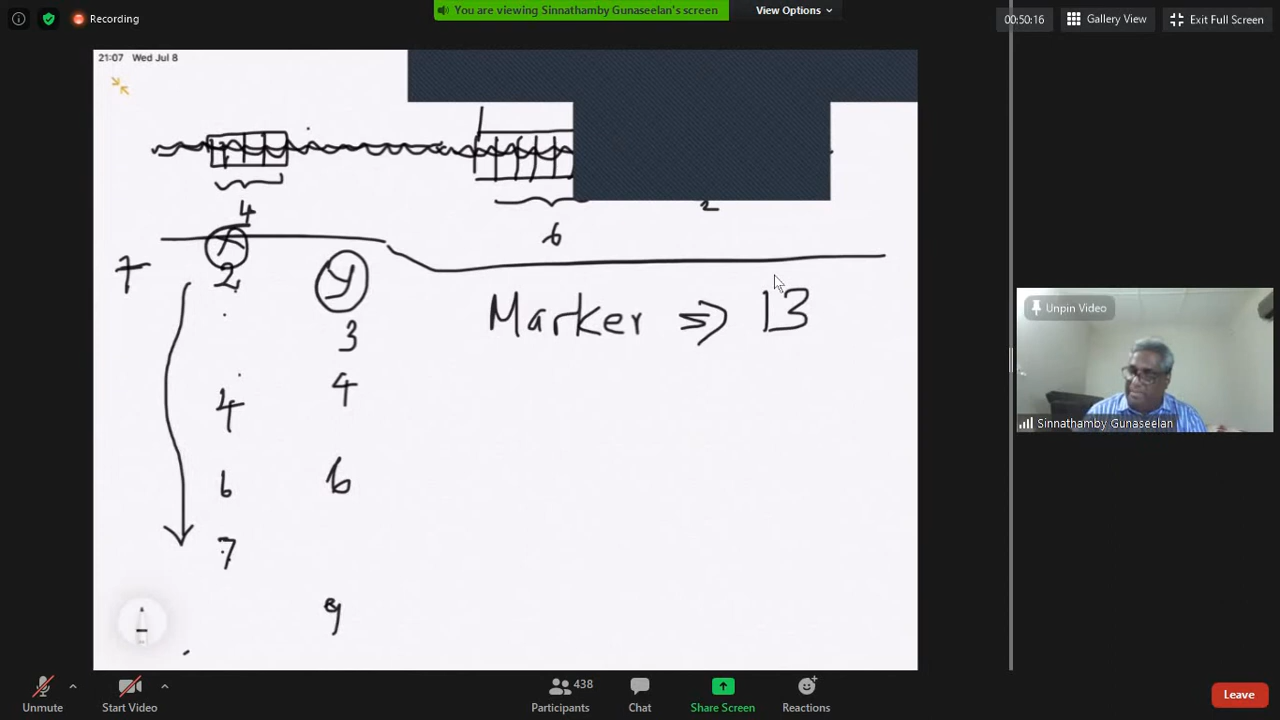 Recording
You are viewing Sinnathamby Gunaseelan's screen
View Options
00:50:16
Gallery View
Exit Full Screen
21:07 Wed Jul 8
4
6
2
X
+ 2
y
Marker ⇒ 13
3
4
4
6
6
7
9
Unpin Video
Sinnathamby Gunaseelan
Unmute
Start Video
438
Participants
Chat
Share Screen
Reactions
Leave